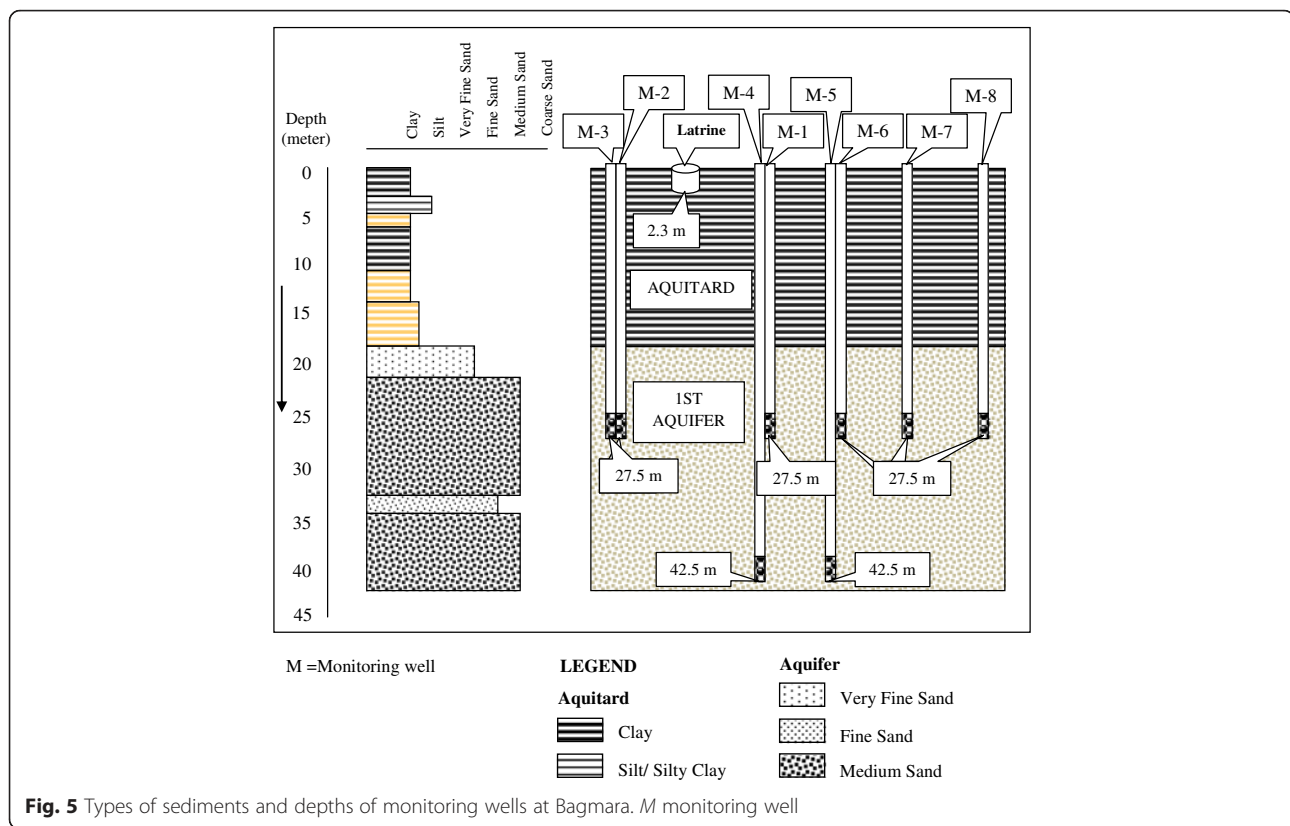 Depth
(meter)
Clay
Silt
Very Fine Sand
Fine Sand
Medium Sand
Coarse Sand
0
5
10
15
20
25
30
35
40
45
M-3
M-2
Latrine
M-4
M-1
M-5
M-6
M-7
M-8
2.3 m
AQUITARD
1ST
AQUIFER
27.5 m
27.5 m
27.5 m
42.5 m
42.5 m
M =Monitoring well
LEGEND
Aquitard
Clay
Silt/ Silty Clay
Aquifer
Very Fine Sand
Fine Sand
Medium Sand
Fig. 5 Types of sediments and depths of monitoring wells at Bagmara. M monitoring well